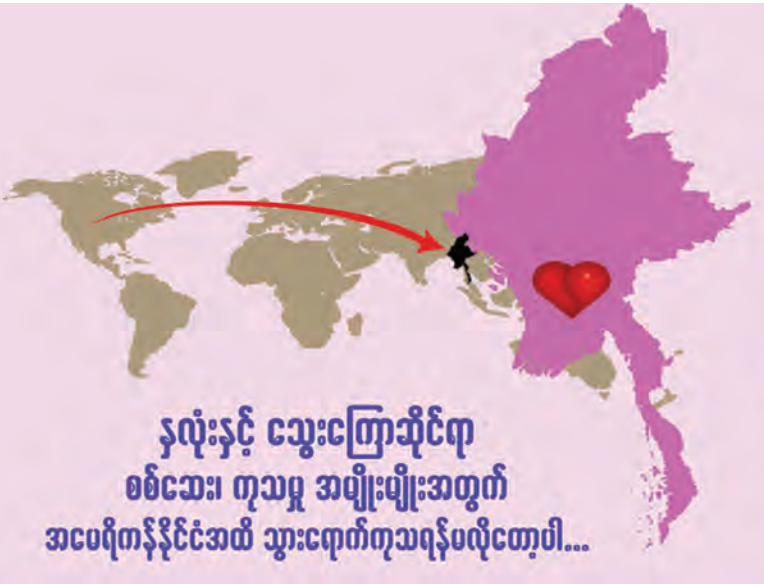 နှလုံးနှင့် သွေးကြောဆိုင်ရာ
စစ်ဆေး၊ ကုသမှု အမျိုးမျိုးအတွက်
အမေရိကန်နိုင်ငံအထိ သွားရောက်ကုသရန်မလိုတော့ပါ...